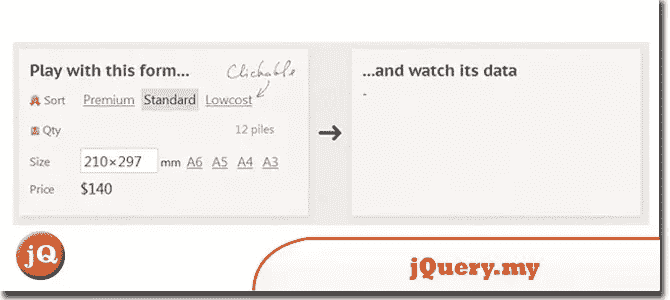 Play with this form...
Clickable
Sort Premium Standard Lowcost
Qty 12 piles
Size 210×297 mm A6 A5 A4 A3
Price $140
...and watch its data
-
jQ
jQuery.my